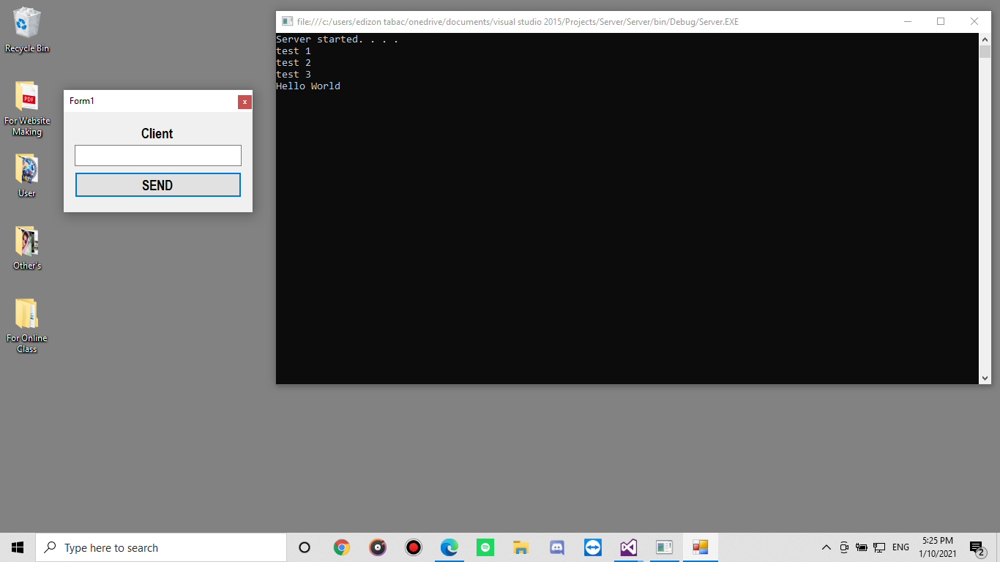 Recycle Bin
For Website
Making
User
Other's
For Online
Class
Form1
x
Client
SEND
file:///c:/users/edizon tabac/onedrive/documents/visual studio 2015/Projects/Server/Server/bin/Debug/Server.EXE
Server started. . . .
test 1
test 2
test 3
Hello World
PDF
Type here to search
ENG
5:25 PM
1/10/2021
2